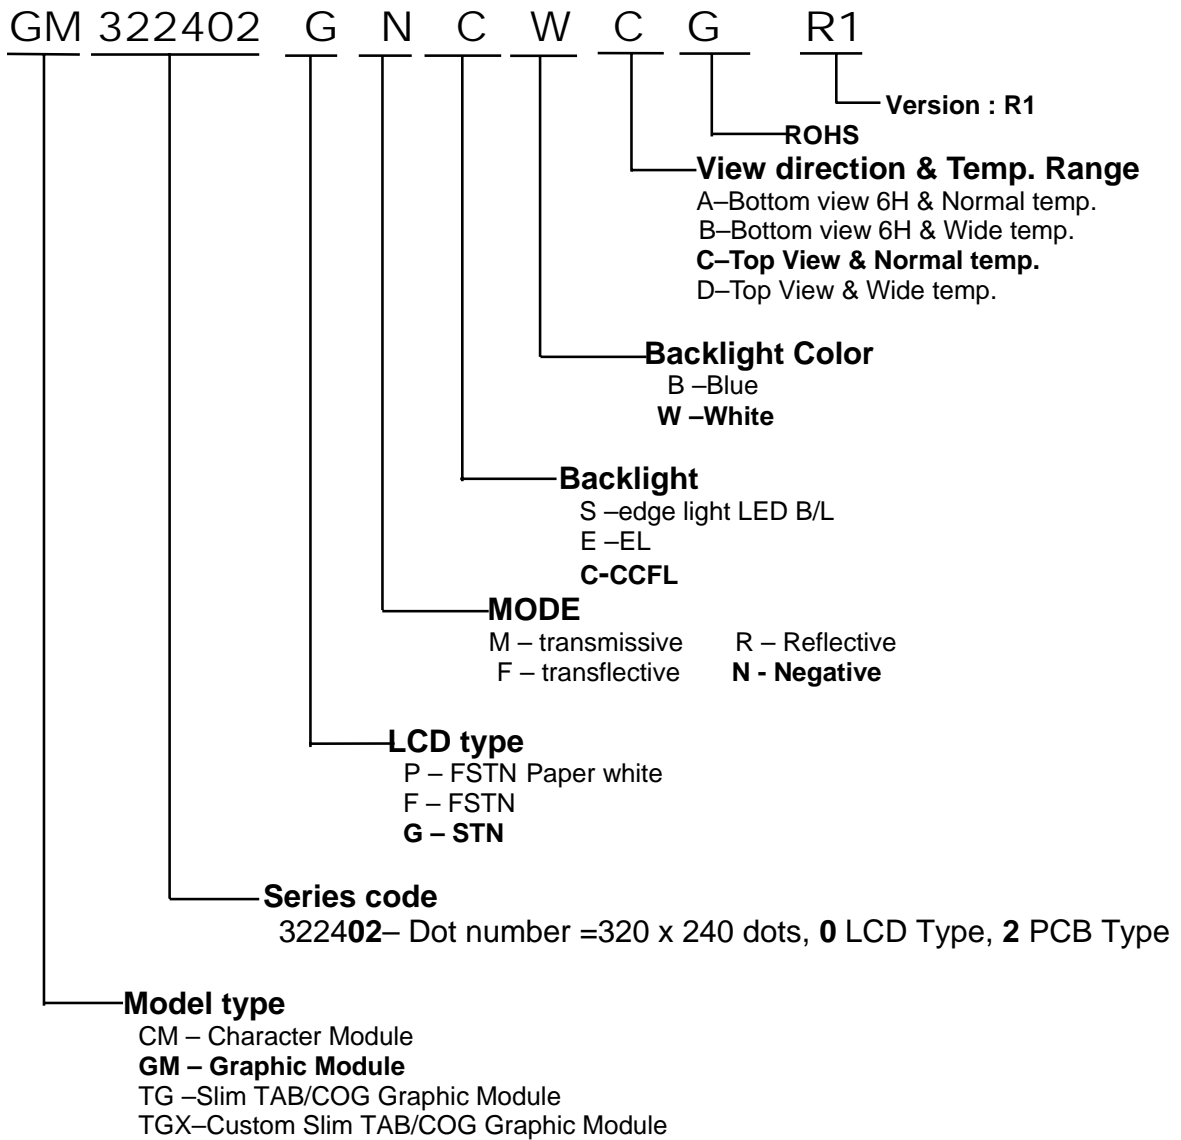 GM 322402 G N C W C G R1
Version : R1
ROHS
View direction & Temp. Range
A–Bottom view 6H & Normal temp.
B–Bottom view 6H & Wide temp.
C–Top View & Normal temp.
D–Top View & Wide temp.
Backlight Color
B –Blue
W –White
Backlight
S –edge light LED B/L
E –EL
C-CCFL
MODE
M – transmissive R – Reflective
F – transflective N - Negative
LCD type
P – FSTN Paper white
F – FSTN
G – STN
Series code
322402– Dot number =320 x 240 dots, 0 LCD Type, 2 PCB Type
Model type
CM – Character Module
GM – Graphic Module
TG –Slim TAB/COG Graphic Module
TGX–Custom Slim TAB/COG Graphic Module